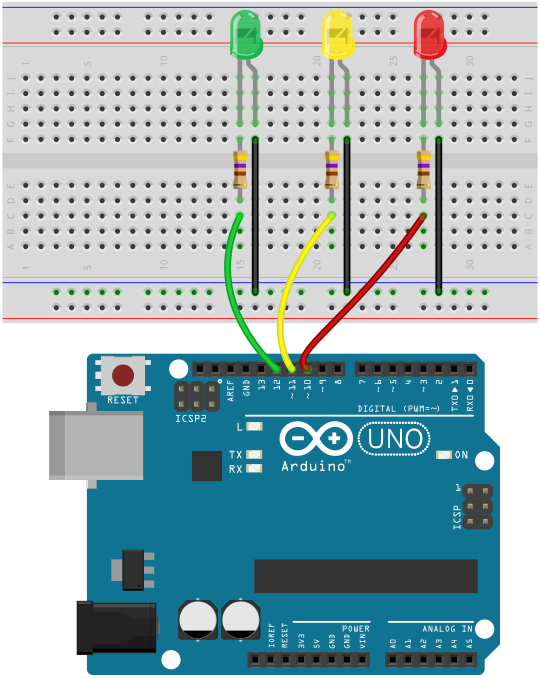 1 5 10 15 20 25 30
J
I
H
G
F
E
D
C
B
A
1 5 10 15 20 25 30
RESET
ICSP2
AREF
GND
13
12
~11
~10
~9
8
7
~6
~5
4
~3
2
TX0▶1
RX0◀0
DIGITAL (PWM=~)
L
TX
RX
Arduino™
UNO
ON
1
ICSP
POWER
ANALOG IN
IOREF
RESET
3V3
5V
GND
GND
VIN
A0
A1
A2
A3
A4
A5